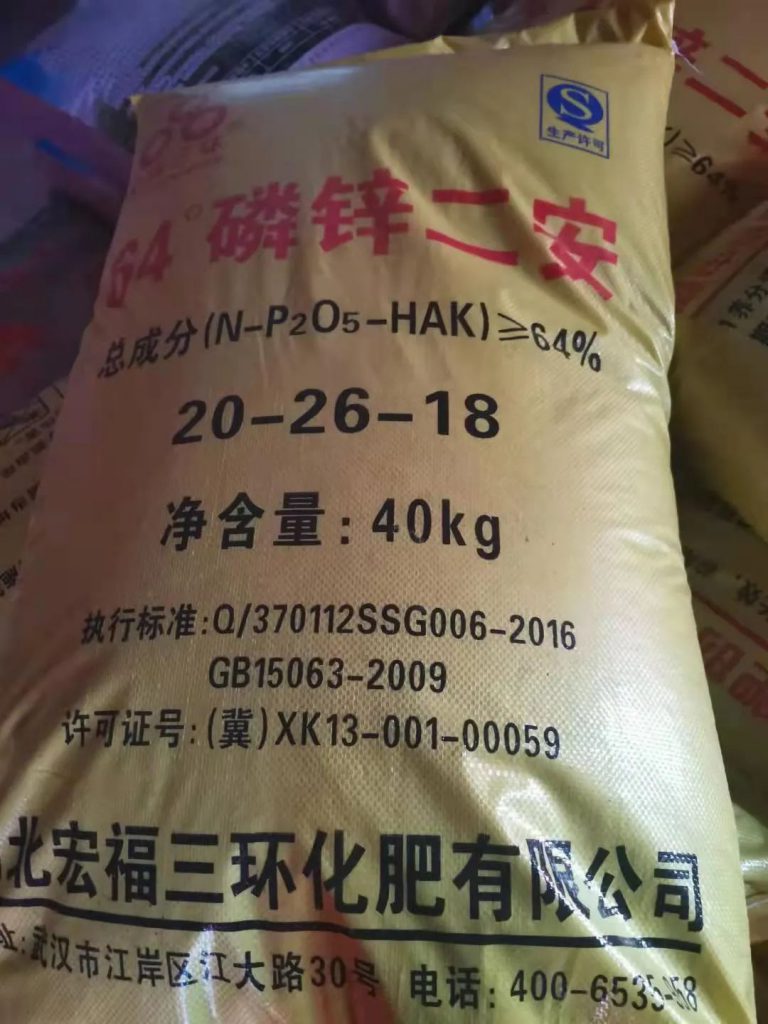 生产许可
64°磷锌二安
总成分(N-P2O5-HAK)≥64%
20-26-18
净含量:40kg
执行标准:Q/370112SSG006-2016
GB15063-2009
许可证号:(冀)XK13-001-00059
北宏福三环化肥有限公司
址:武汉市江岸区江大路30号 电话:400-6535-958